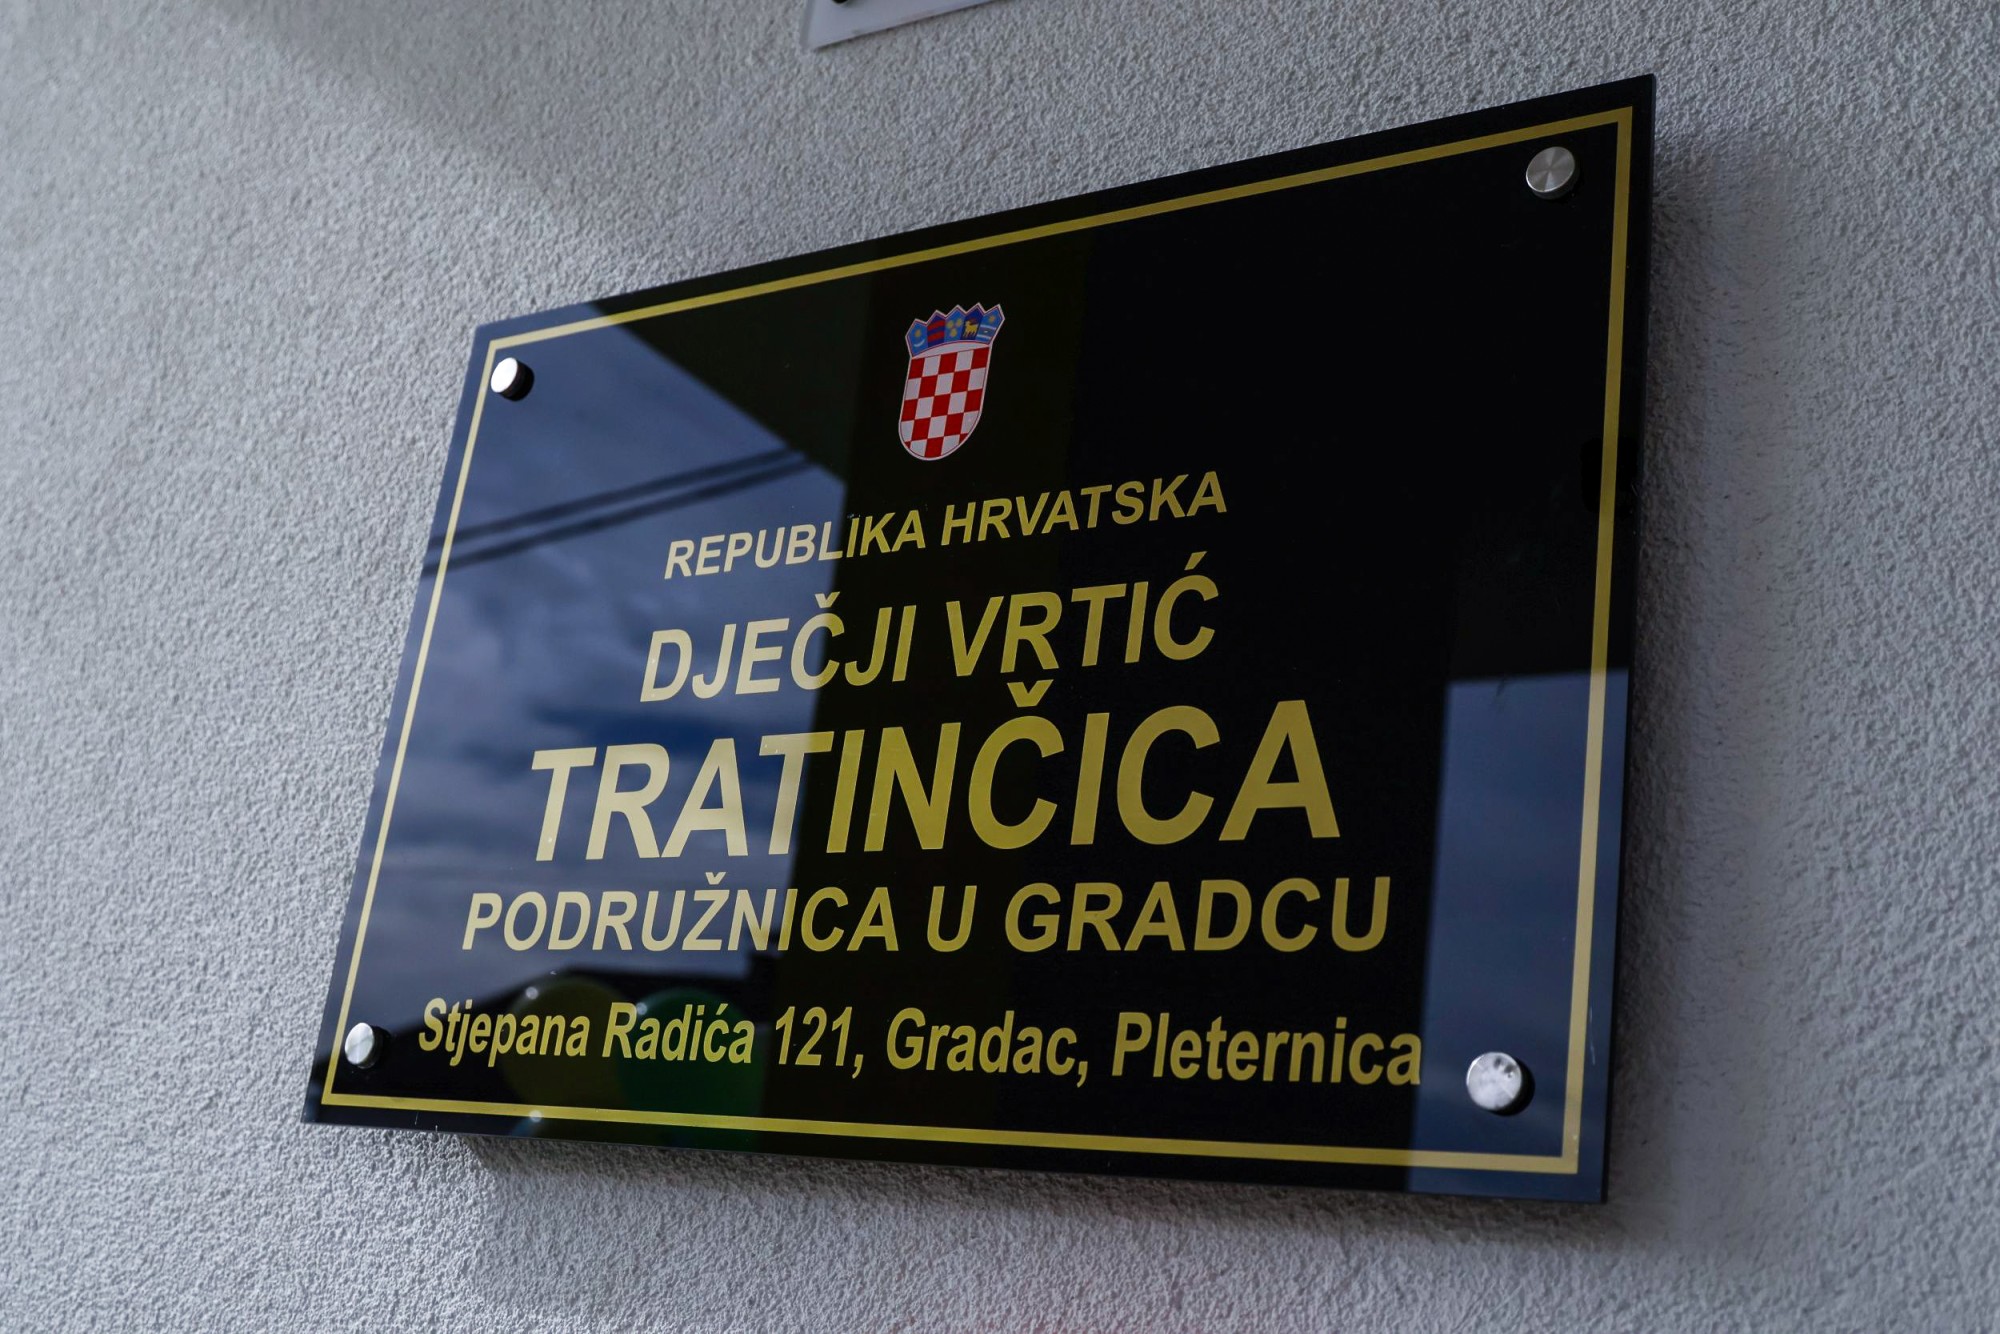 REPUBLIKA HRVATSKA
DJEČJI VRTIĆ
TRATINČICA
PODRUŽNICA U GRADCU
Stjepana Radića 121, Gradac, Pleternica